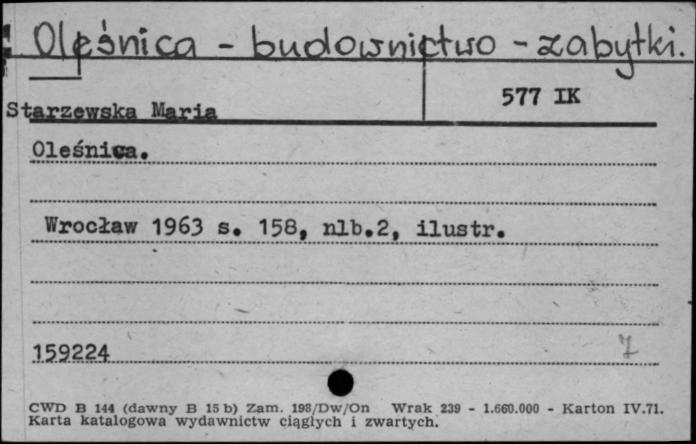 Oleśnica - budownictwo - zabytki.
577 IK
Starzewska Maria
Oleśnica.
Wrocław 1963 s. 158, nlb.2, ilustr.
159224
7
CWD B 144 (dawny B 15 b) Zam. 198/Dw/On Wrak 239 - 1.660.000 - Karton IV.71.
Karta katalogowa wydawnictw ciągłych i zwartych.